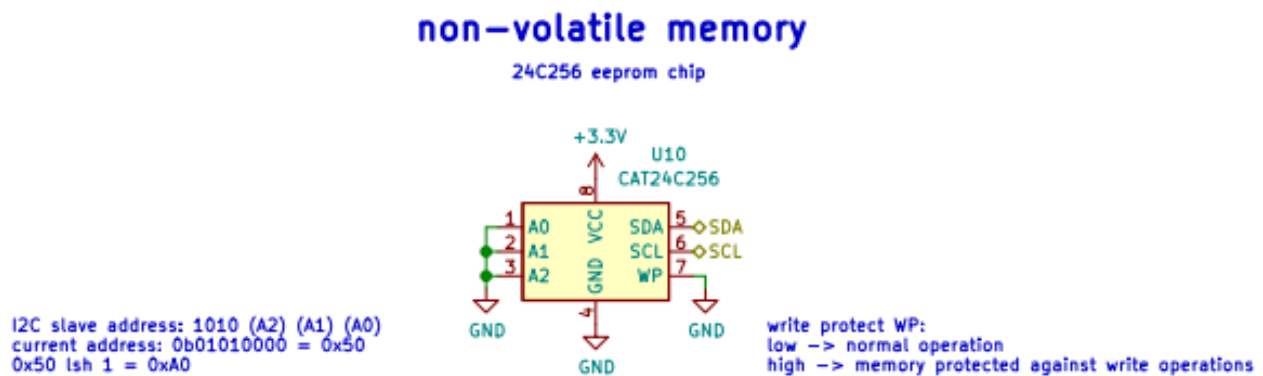 non-volatile memory
24C256 eeprom chip
+3.3V
U10
CAT24C256
8
1 A0 VCC SDA 5 SDA
2 A1 SCL 6 SCL
3 A2 GND WP 7
4
GND
GND
GND
I2C slave address: 1010 (A2) (A1) (A0)
current address: 0b01010000 = 0x50
0x50 lsh 1 = 0xA0
write protect WP:
low -> normal operation
high -> memory protected against write operations